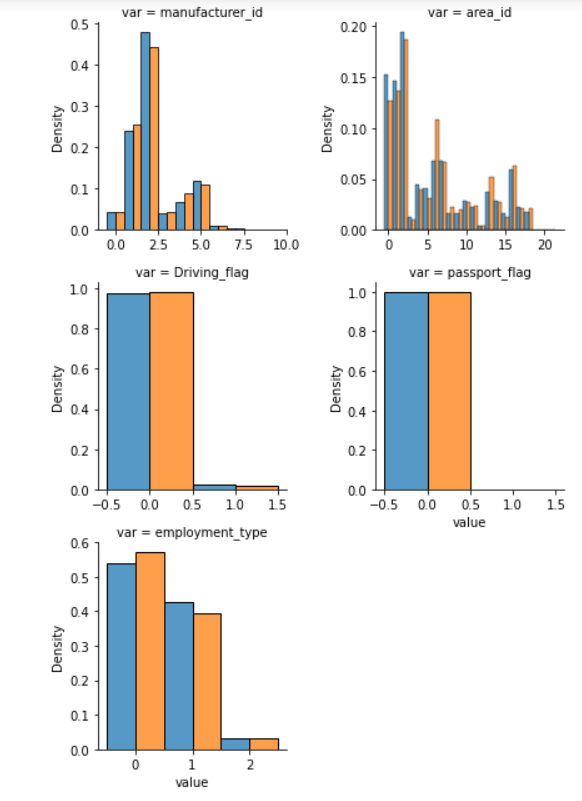 var = manufacturer_id
var = area_id
0.5
0.4
0.3
0.2
0.1
0.0
Density
0.0 2.5 5.0 7.5 10.0
0.20
0.15
0.10
0.05
0.00
Density
0 5 10 15 20
var = Driving_flag
var = passport_flag
1.0
0.8
0.6
0.4
0.2
0.0
Density
−0.5 0.0 0.5 1.0 1.5
1.0
0.8
0.6
0.4
0.2
0.0
Density
−0.5 0.0 0.5 1.0 1.5
value
var = employment_type
0.6
0.5
0.4
0.3
0.2
0.1
0.0
Density
0 1 2
value